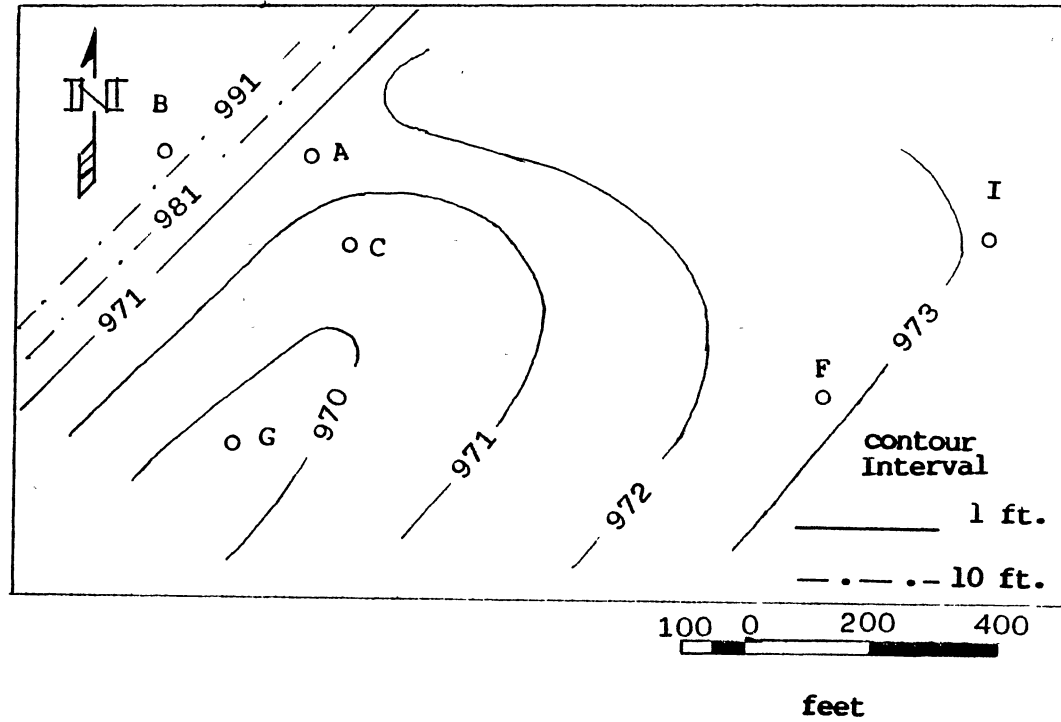 N
B
991
A
981
I
C
971
973
F
970
G
971
972
contour
Interval
1 ft.
10 ft.
100 0 200 400
feet